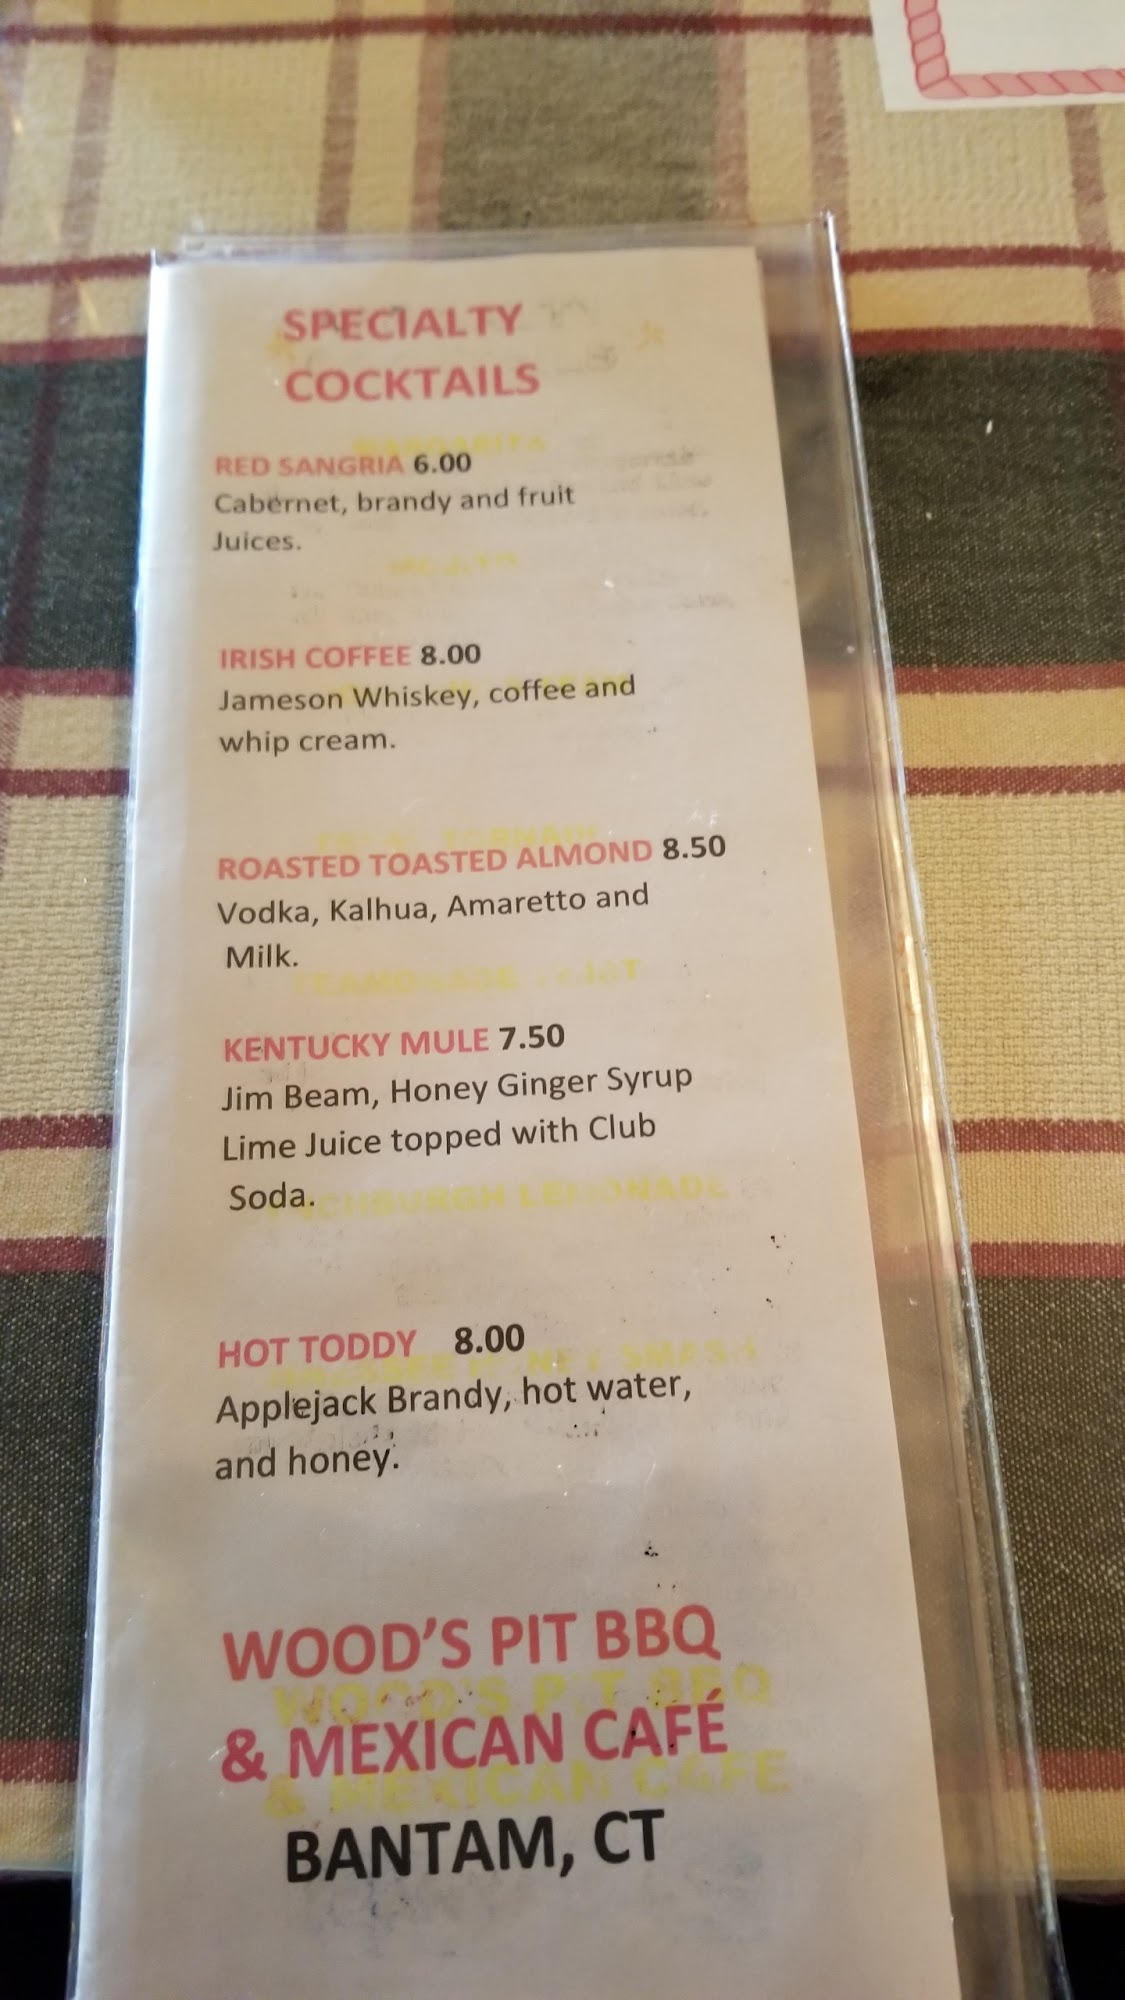 SPECIALTY
COCKTAILS
RED SANGRIA 6.00
Cabernet, brandy and fruit
Juices.
IRISH COFFEE 8.00
Jameson Whiskey, coffee and
whip cream.
ROASTED TOASTED ALMOND 8.50
Vodka, Kalhua, Amaretto and
Milk.
KENTUCKY MULE 7.50
Jim Beam, Honey Ginger Syrup
Lime Juice topped with Club
Soda.
HOT TODDY 8.00
Applejack Brandy, hot water,
and honey.
WOOD'S PIT BBQ
& MEXICAN CAFÉ
BANTAM, CT